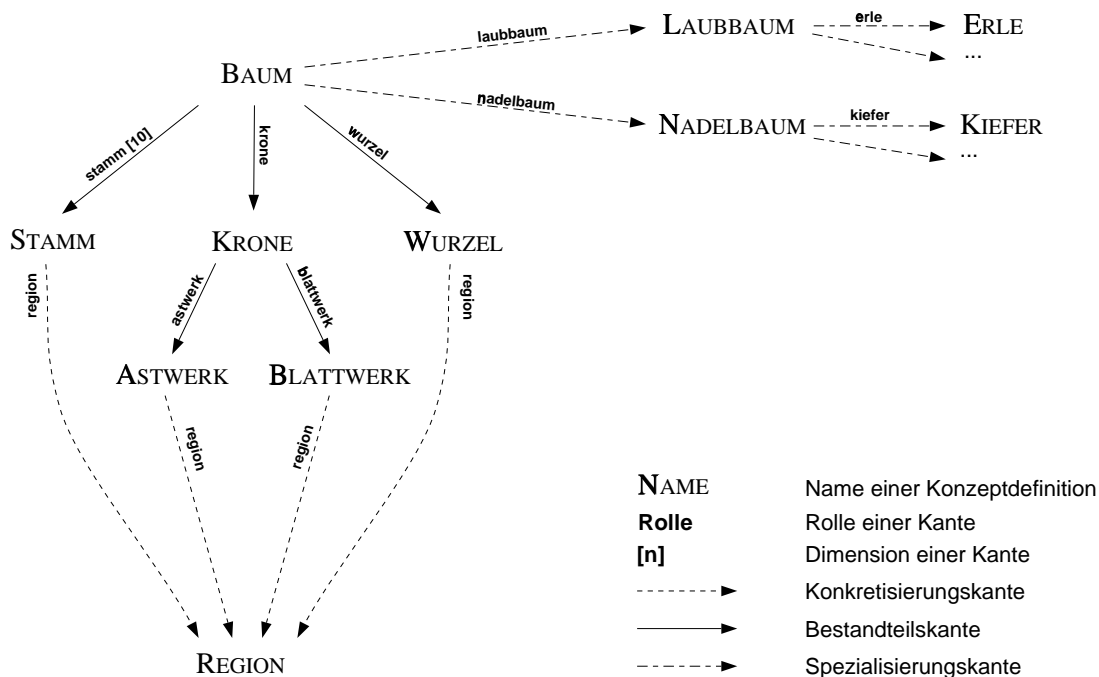 LAUBBAUM
erle
ERLE
...
laubbaum
BAUM
nadelbaum
NADELBAUM
kiefer
KIEFER
...
stamm [10]
krone
wurzel
STAMM
KRONE
WURZEL
region
astwerk
blattwerk
region
ASTWERK
BLATTWERK
region
region
REGION
NAME Name einer Konzeptdefinition
Rolle Rolle einer Kante
[n] Dimension einer Kante
Konkretisierungskante
Bestandteilskante
Spezialisierungskante